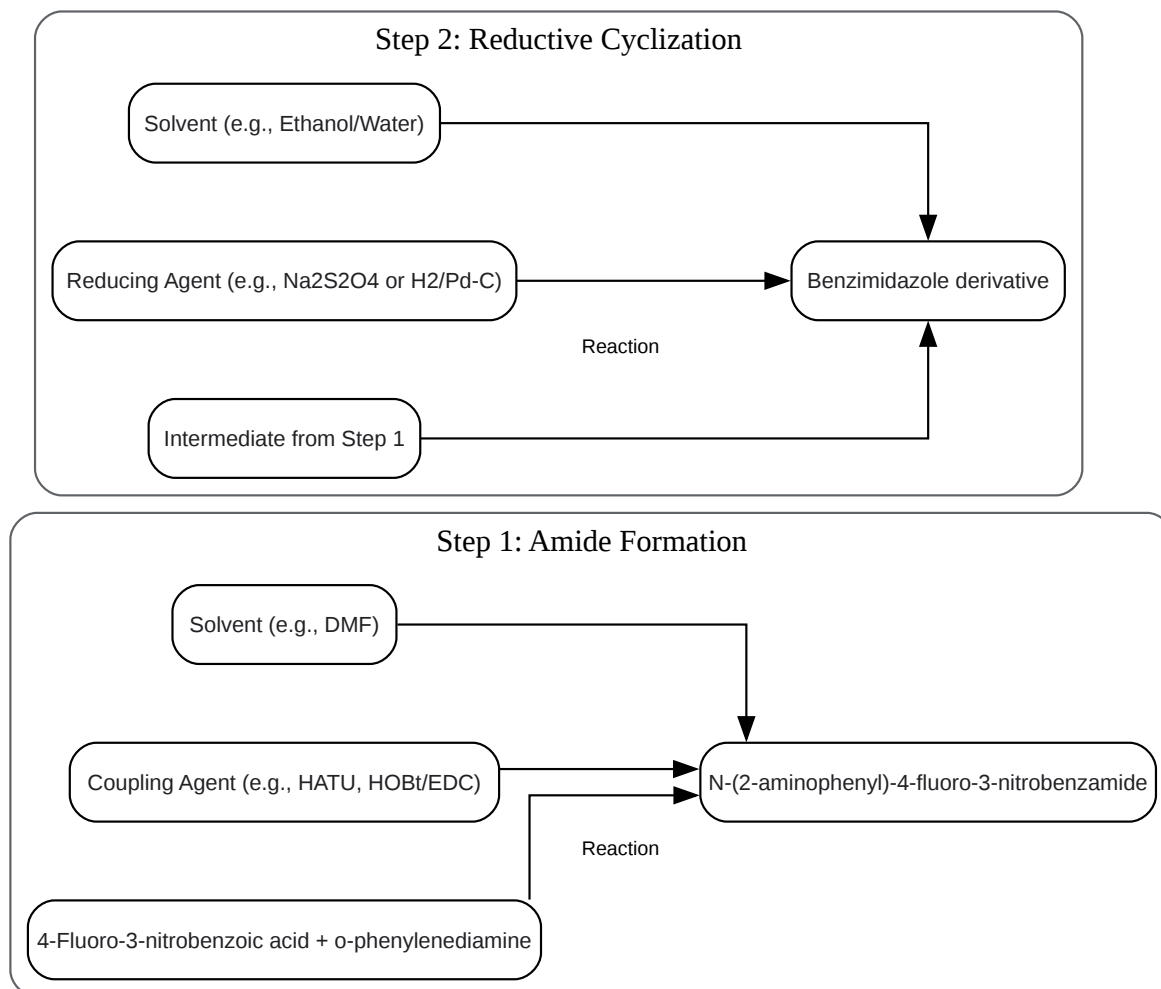 Step 2: Reductive Cyclization
Solvent (e.g., Ethanol/Water)
Reducing Agent (e.g., Na2S2O4 or H2/Pd-C)
Benzimidazole derivative
Reaction
Intermediate from Step 1
Step 1: Amide Formation
Solvent (e.g., DMF)
Coupling Agent (e.g., HATU, HOBt/EDC)
N-(2-aminophenyl)-4-fluoro-3-nitrobenzamide
Reaction
4-Fluoro-3-nitrobenzoic acid + o-phenylenediamine